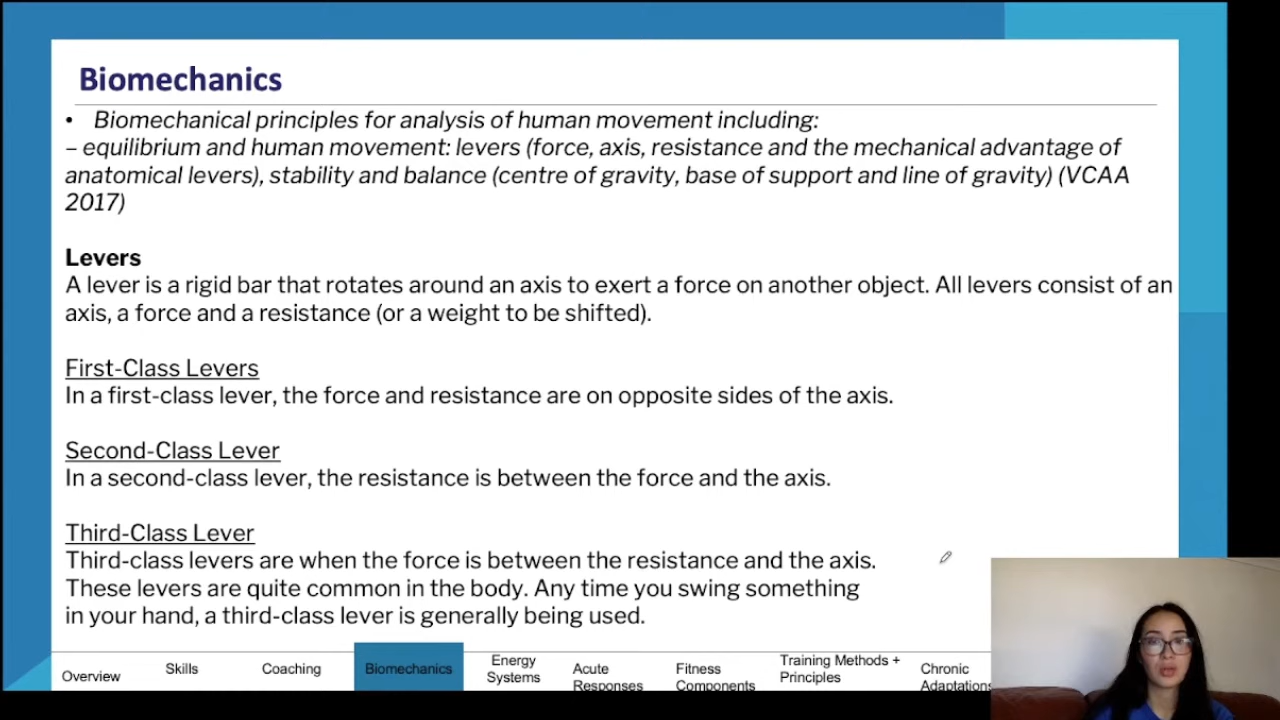 Biomechanics
• Biomechanical principles for analysis of human movement including:
– equilibrium and human movement: levers (force, axis, resistance and the mechanical advantage of
anatomical levers), stability and balance (centre of gravity, base of support and line of gravity) (VCAA
2017)
Levers
A lever is a rigid bar that rotates around an axis to exert a force on another object. All levers consist of an
axis, a force and a resistance (or a weight to be shifted).
First-Class Levers
In a first-class lever, the force and resistance are on opposite sides of the axis.
Second-Class Lever
In a second-class lever, the resistance is between the force and the axis.
Third-Class Lever
Third-class levers are when the force is between the resistance and the axis.
These levers are quite common in the body. Any time you swing something
in your hand, a third-class lever is generally being used.
Overview
Skills
Coaching
Biomechanics
Energy
Systems
Acute
Responses
Fitness
Components
Training Methods +
Principles
Chronic
Adaptations